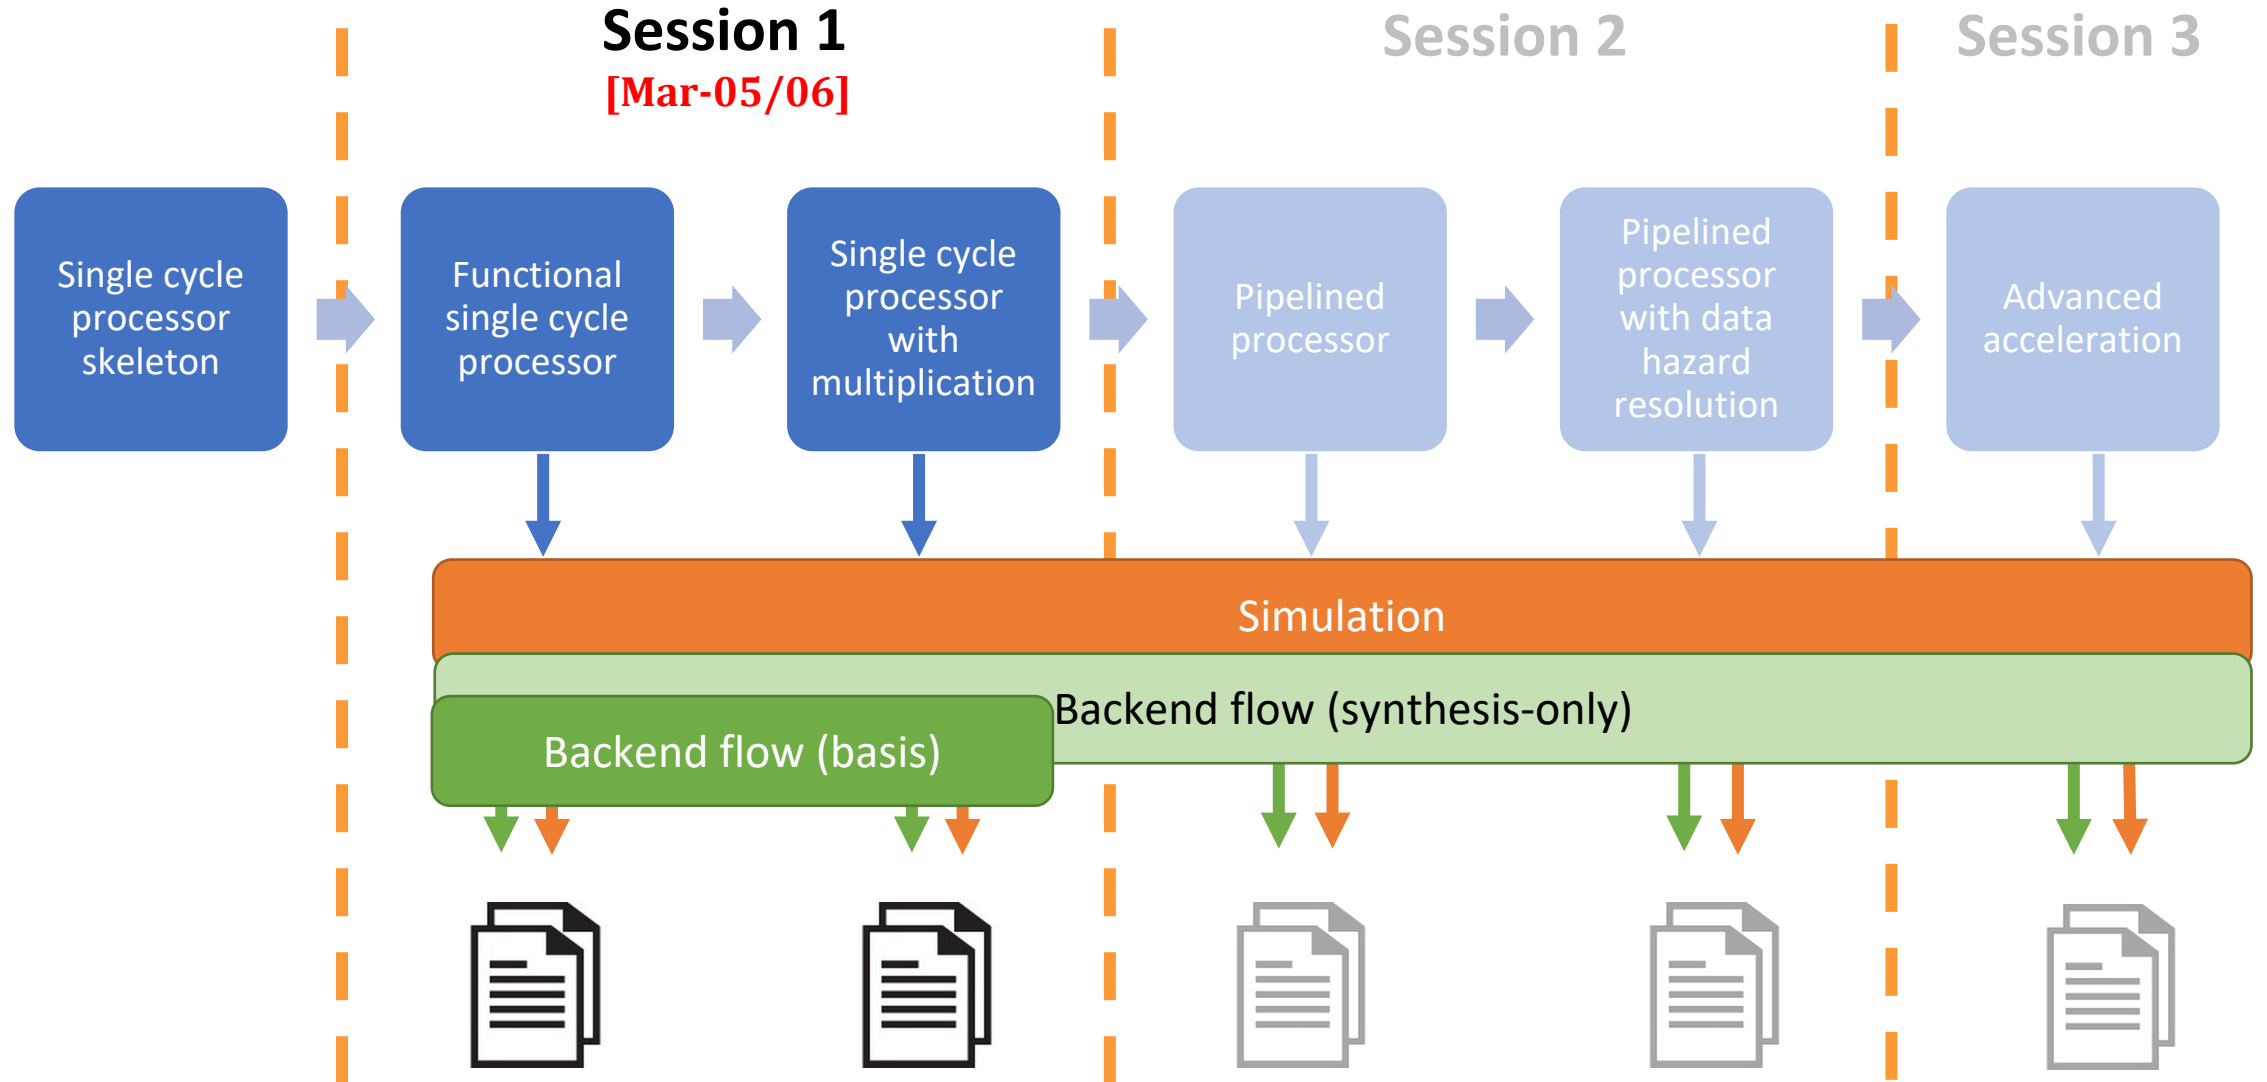 Session 1
[Mar-05/06]
Session 2
Session 3
Single cycle
processor
skeleton
Functional
single cycle
processor
Single cycle
processor
with
multiplication
Pipelined
processor
Pipelined
processor
with data
hazard
resolution
Advanced
acceleration
Simulation
Backend flow (synthesis-only)
Backend flow (basis)